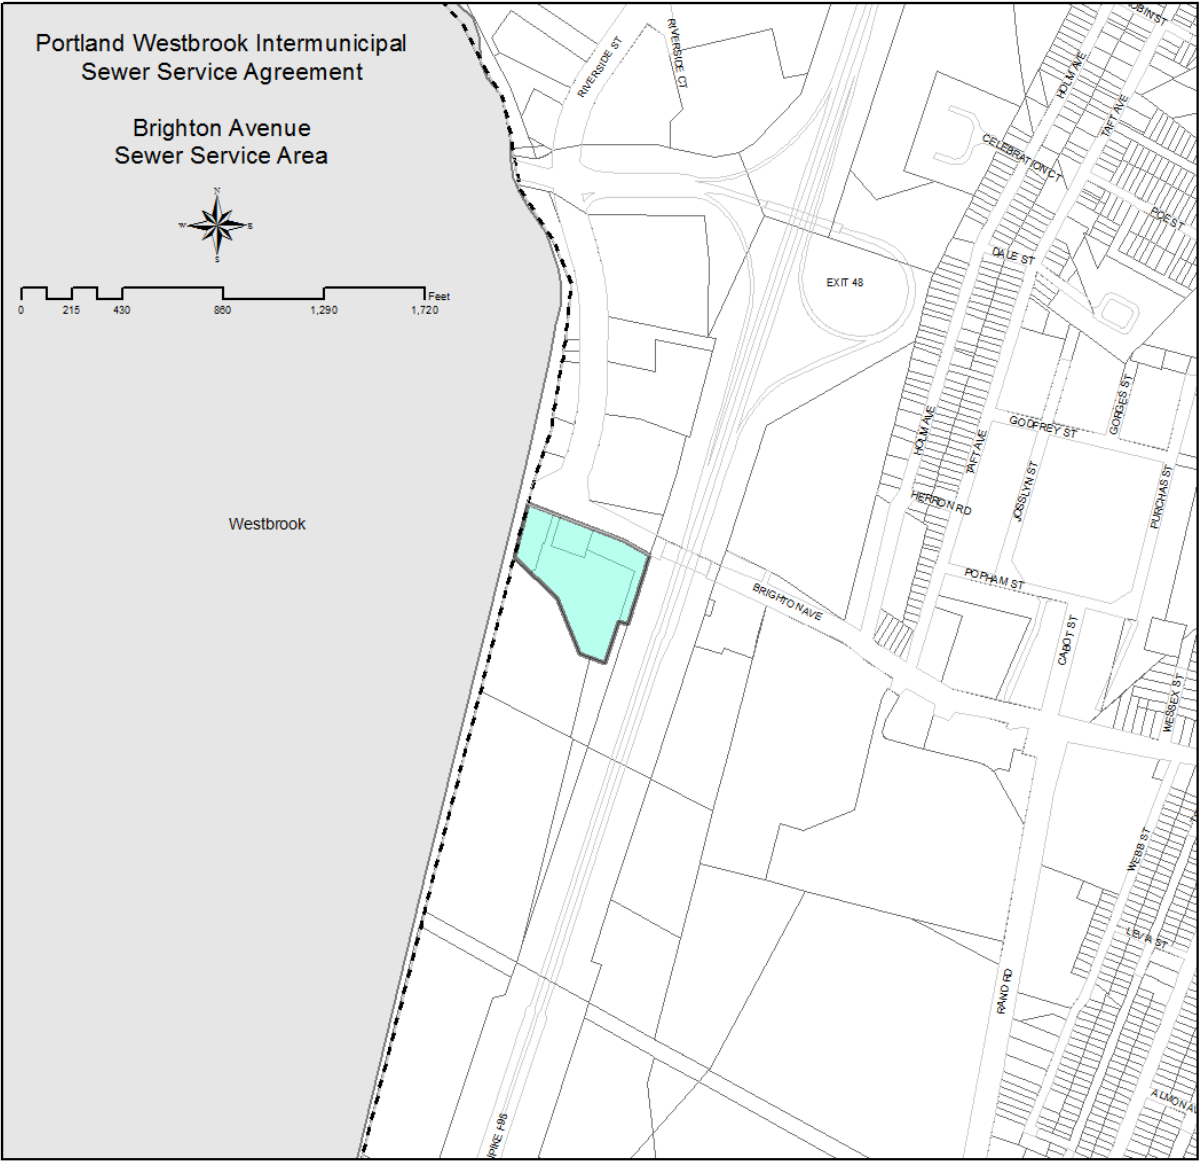 Portland Westbrook Intermunicipal
Sewer Service Agreement
Brighton Avenue
Sewer Service Area
N
W
E
S
Feet
0
215
430
860
1,290
1,720
Westbrook
RIVERSIDE ST
RIVERSIDE CT
HOLM AVE
TAFT AVE
CELEBRATION CT
POE ST
DALE ST
EXIT 48
GORGES ST
GODFREY ST
HOLM AVE
TAFT AVE
JOSSLYN ST
PURCHAS ST
HERRON RD
POPHAM ST
BRIGHTON AVE
CABOT ST
WESSEX ST
WEBB ST
RAND RD